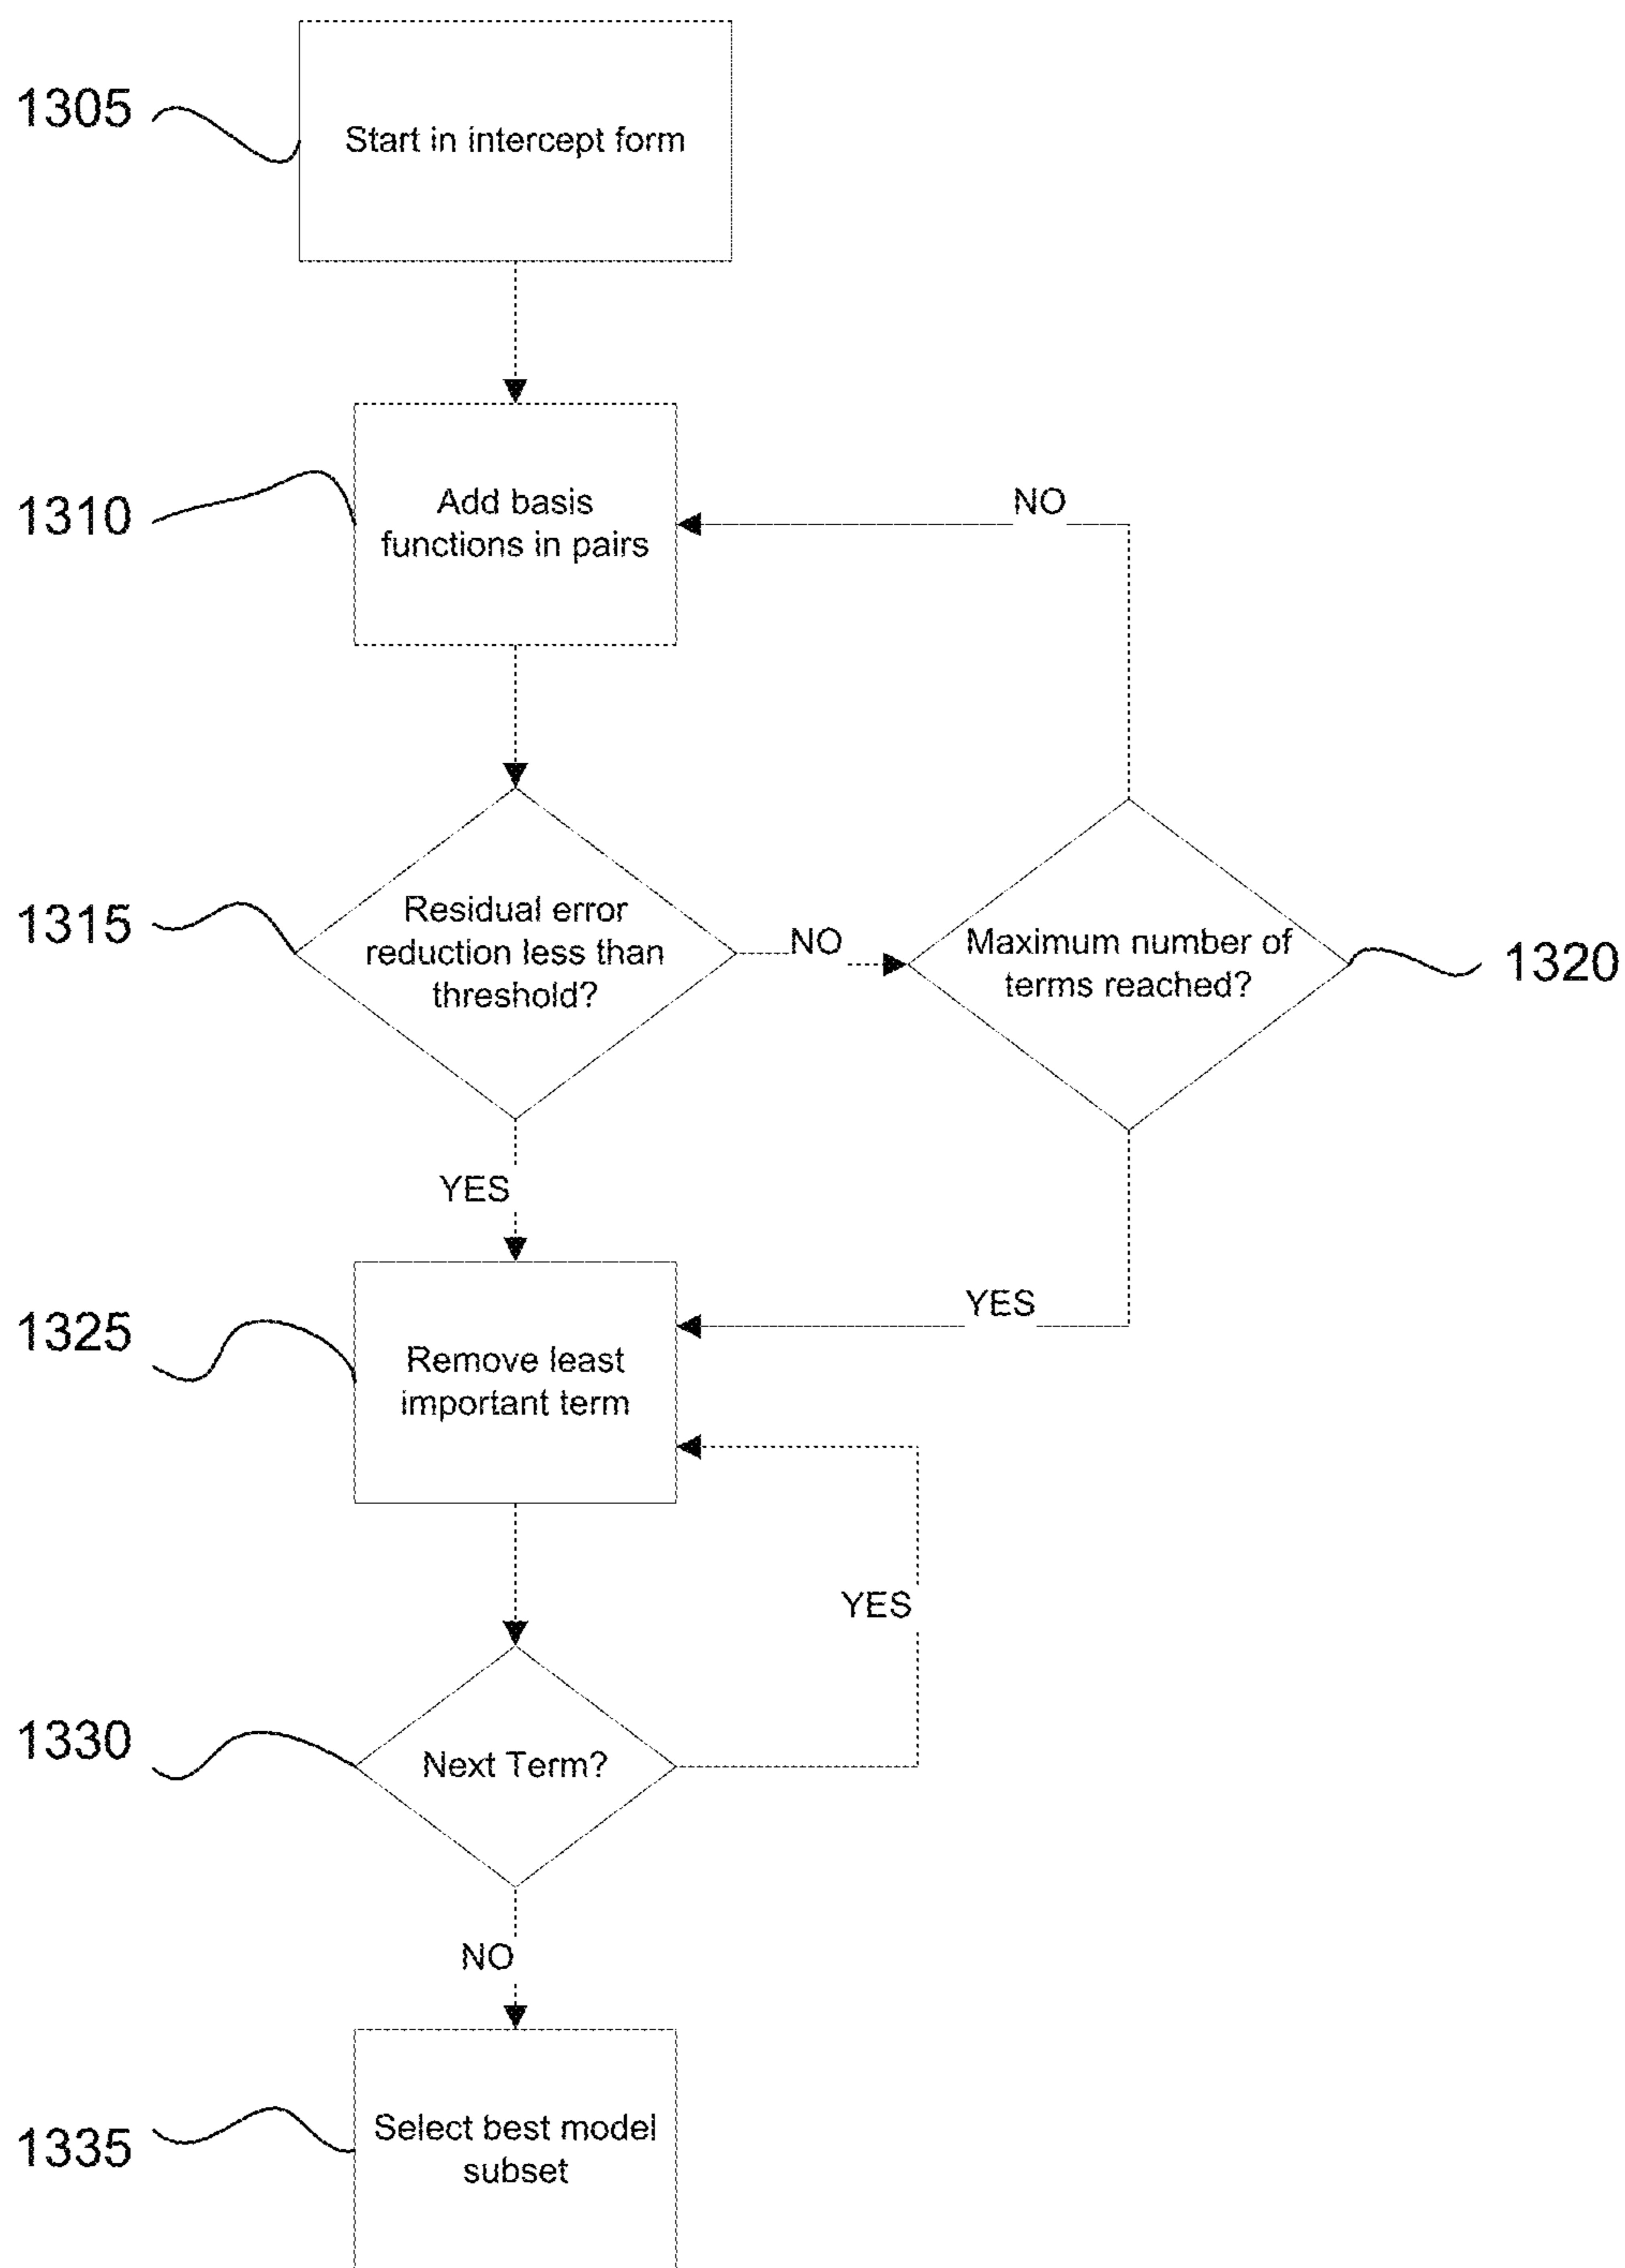 1305
Start in intercept form
1310
Add basis
functions in pairs
NO
1315
Residual error
reduction less than
threshold?
NO
Maximum number of
terms reached?
1320
YES
YES
1325
Remove least
important term
YES
1330
Next Term?
NO
1335
Select best model
subset